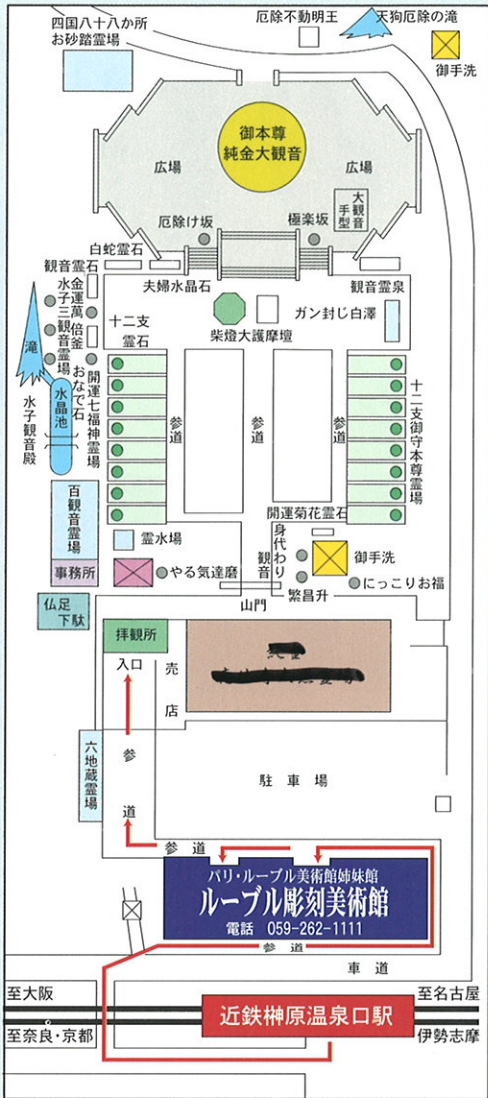 四国八十八か所
お砂踏霊場
厄除不動明王
天狗厄除の滝
御手洗
御本尊
純金大観音
広場
広場
大観音
手型
厄除け坂
極楽坂
白蛇霊石
観音霊石
夫婦水晶石
観音霊泉
金運萬倍釜
水子三観音霊場
おなで石
開運七福神霊場
滝
水晶池
水子観音殿
十二支
霊石
柴燈大護摩壇
ガン封じ白澤
参道
参道
十二支御守本尊霊場
百観音霊場
事務所
霊水場
やる気達磨
開運菊花霊石
身代わり
観音
御手洗
繁昌升
にっこりお福
山門
仏足
下駄
拝観所
入口
売店
六地蔵霊場
参道
駐車場
参道
パリ・ルーブル美術館姉妹館
ルーブル彫刻美術館
電話 059-262-1111
参道
車道
至大阪
至名古屋
近鉄榊原温泉口駅
至奈良・京都
伊勢志摩